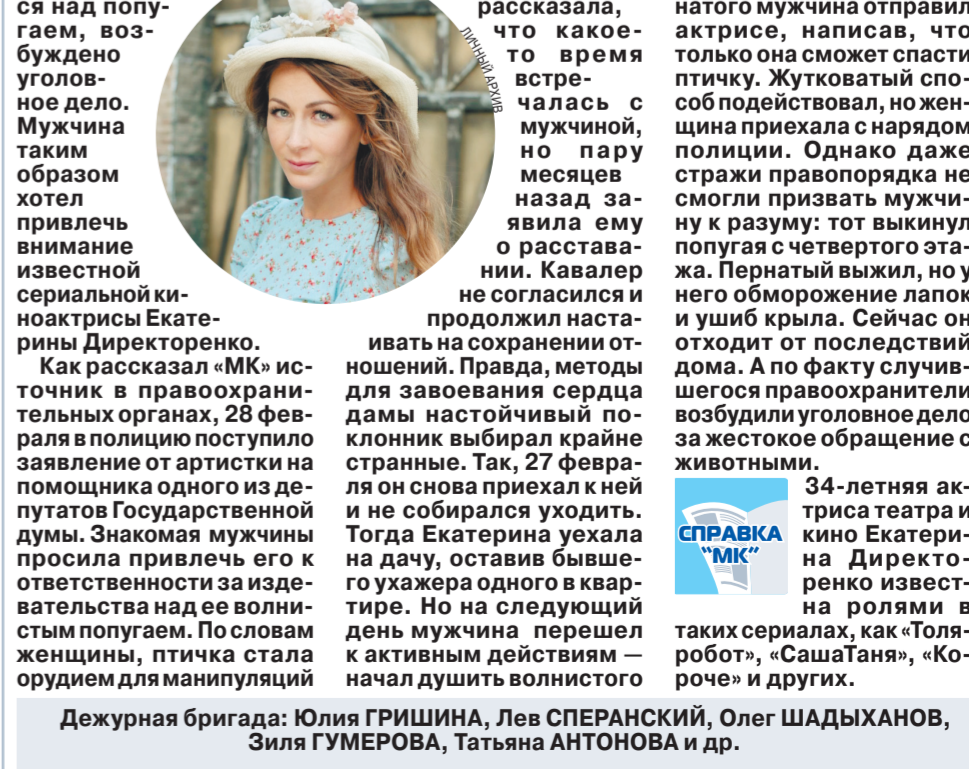 ся над попу-
гаем, воз-
буждено
уголов-
ное дело.
Мужчина
таким
образом
хотел
привлечь
внимание
известной
сериальной ки-
ноактрисы Екате-
рины Директоренко.
Как рассказал «МК» ис-
точник в правоохрани-
тельных органах, 28 фев-
раля в полицию поступило
заявление от артистки на
помощника одного из де-
путатов Государственной
думы. Знакомая мужчины
просила привлечь его к
ответственности за изде-
вательства над ее волни-
стым попугаем. По словам
женщины, птичка стала
орудием для манипуляций
ЛИЧНЫЙ АРХИВ
рассказала,
что какое-
то время
встре-
чалась с
мужчиной,
но пару
месяцев
назад за-
явила ему
о расстава-
нии. Кавалер
не согласился и
продолжил наста-
ивать на сохранении от-
ношений. Правда, методы
для завоевания сердца
дамы настойчивый по-
клонник выбирал крайне
странные. Так, 27 февра-
ля он снова приехал к ней
и не собирался уходить.
Тогда Екатерина уехала
на дачу, оставив бывше-
го ухажера одного в квар-
тире. Но на следующий
день мужчина перешел
к активным действиям —
начал душить волнистого
натого мужчина отправил
актрисе, написав, что
только она сможет спасти
птичку. Жутковатый спо-
соб подействовал, но жен-
щина приехала с нарядом
полиции. Однако даже
стражи правопорядка не
смогли призвать мужчи-
ну к разуму: тот выкинул
попугая с четвертого эта-
жа. Пернатый выжил, но у
него обморожение лапок
и ушиб крыла. Сейчас он
отходит от последствий
дома. А по факту случив-
шегося правоохранители
возбудили уголовное дело
за жестокое обращение с
животными.
СПРАВКА
"МК"
34-летняя ак-
триса театра и
кино Екатери-
на Директо-
ренко извест-
на ролями в
таких сериалах, как «Толя-
робот», «СашаТаня», «Ко-
роче» и других.
Дежурная бригада: Юлия ГРИШИНА, Лев СПЕРАНСКИЙ, Олег ШАДЫХАНОВ,
Зиля ГУМЕРОВА, Татьяна АНТОНОВА и др.